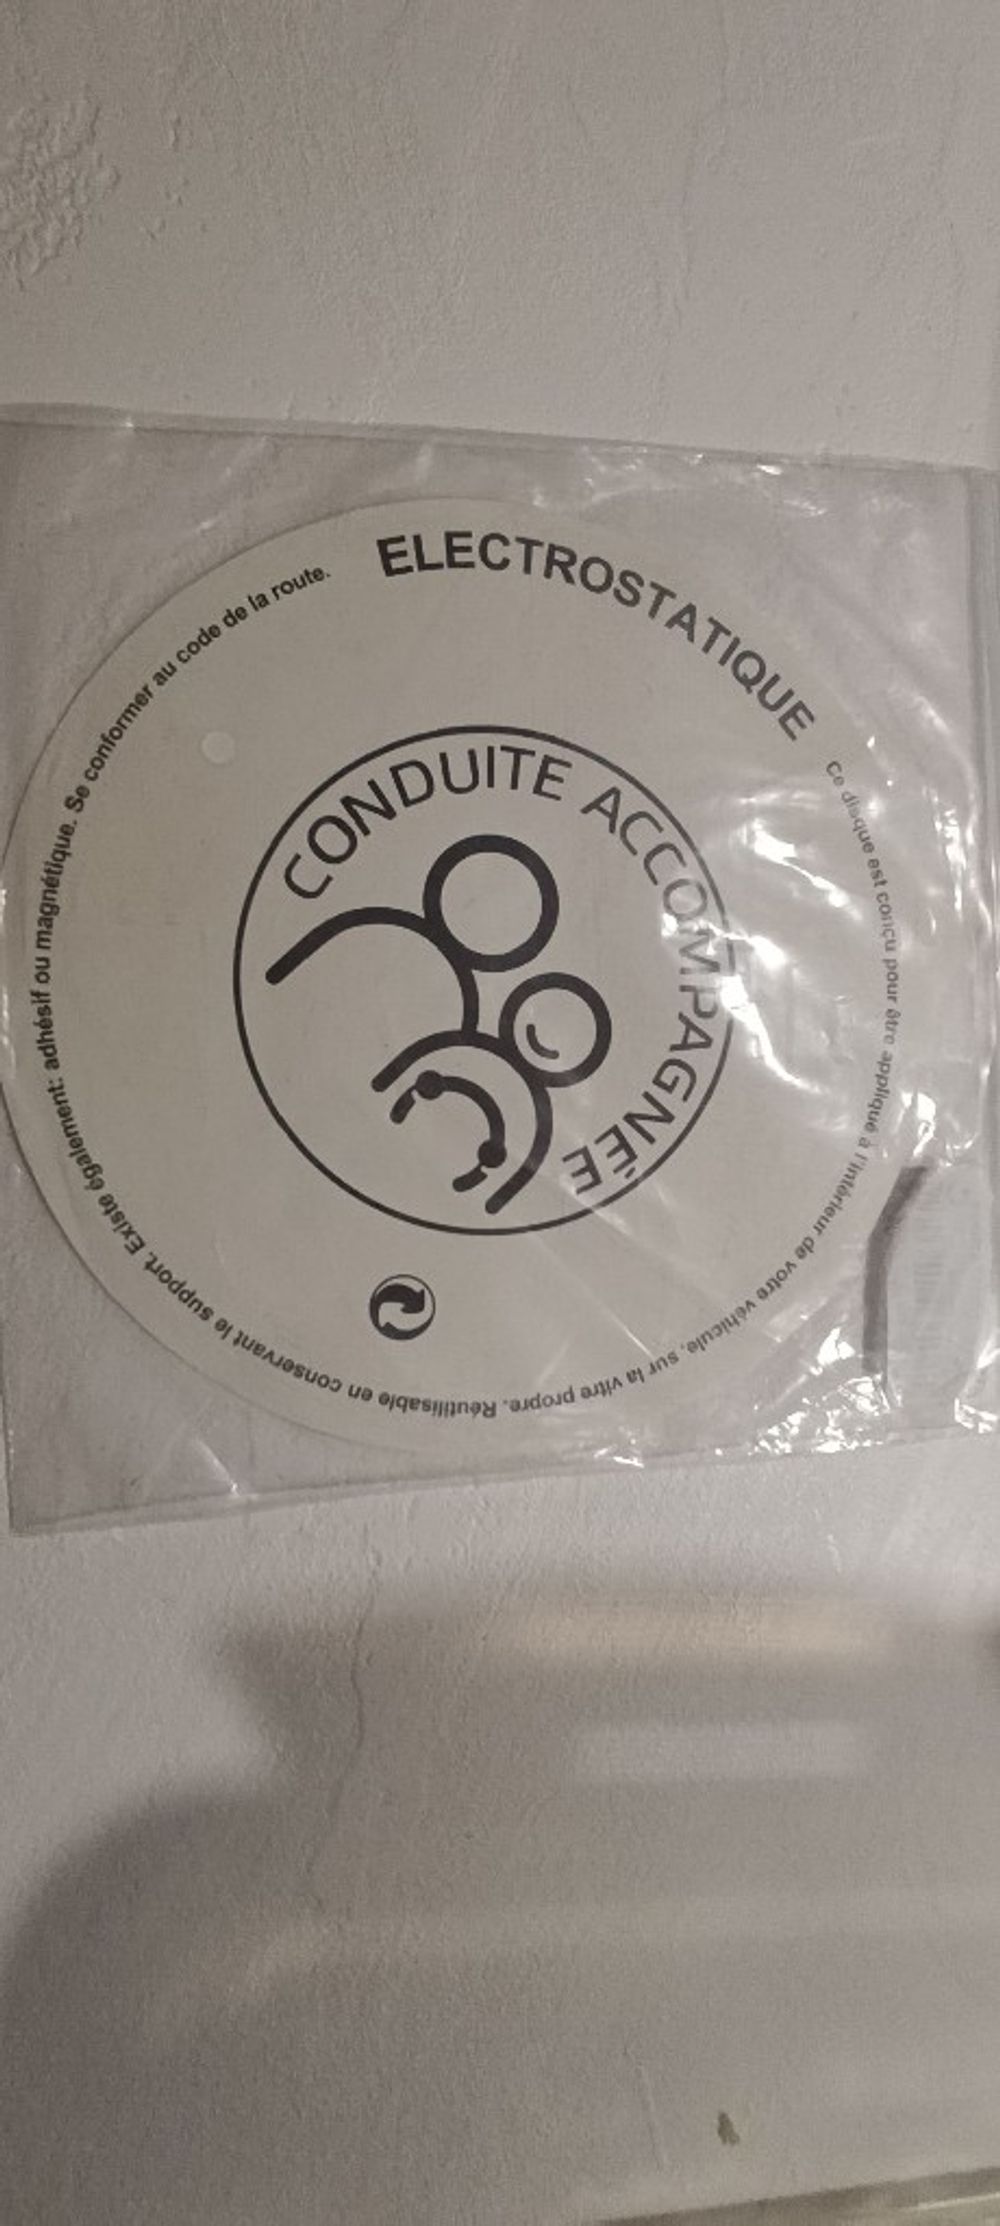 ELECTROSTATIQUE
Ce disque est conçu pour être appliqué à l'intérieur de votre véhicule, sur la vitre propre. Réutilisable en conservant le support. Existe également: adhésif ou magnétique. Se conformer au code de la route.
CONDUITE ACCOMPAGNÉE